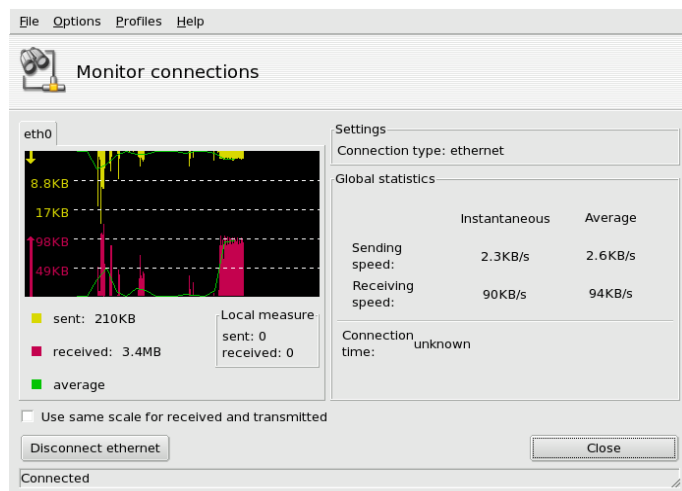 File Options Profiles Help
Monitor connections
eth0
8.8KB
17KB
98KB
49KB
sent: 210KB
received: 3.4MB
average
Local measure
sent: 0
received: 0
Settings
Connection type: ethernet
Global statistics
Instantaneous Average
Sending
speed: 2.3KB/s 2.6KB/s
Receiving
speed: 90KB/s 94KB/s
Connection
time: unknown
Use same scale for received and transmitted
Disconnect ethernet Close
Connected